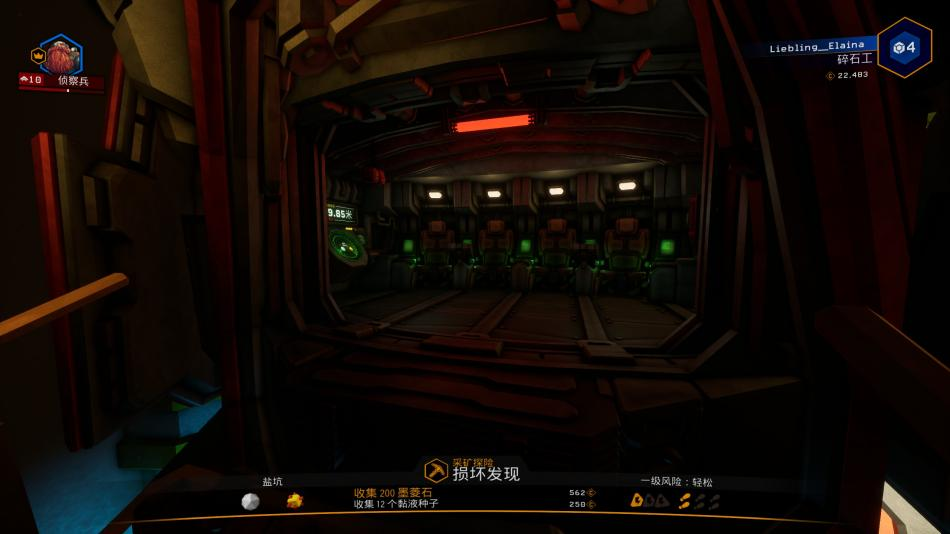 Liebling__Elaina
4
碎石工
22,483
10
侦察兵
9.85米
采矿探险
损坏发现
盐坑
收集 200 墨菱石
562
收集 12 个黏液种子
250
一级风险：轻松